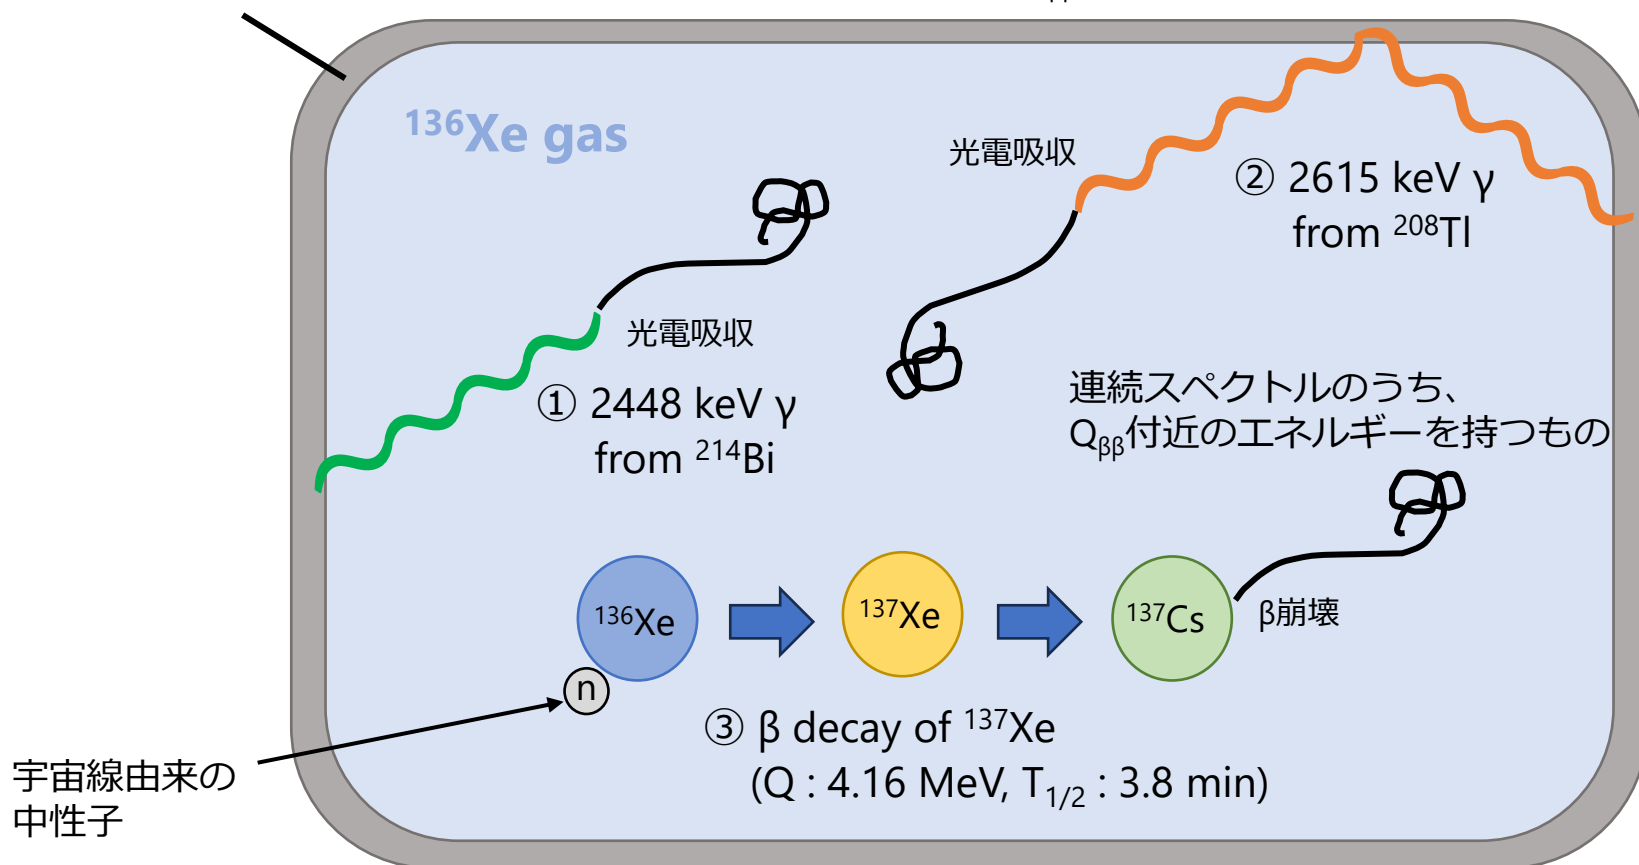 ββ
¹³⁶Xe gas
光電吸収
② 2615 keV γ
from ²⁰⁸Tl
光電吸収
① 2448 keV γ
from ²¹⁴Bi
連続スペクトルのうち、
Qββ付近のエネルギーを持つもの
¹³⁶Xe
¹³⁷Xe
¹³⁷Cs
β崩壊
n
③ β decay of ¹³⁷Xe
(Q : 4.16 MeV, T₁/₂ : 3.8 min)
宇宙線由来の
中性子